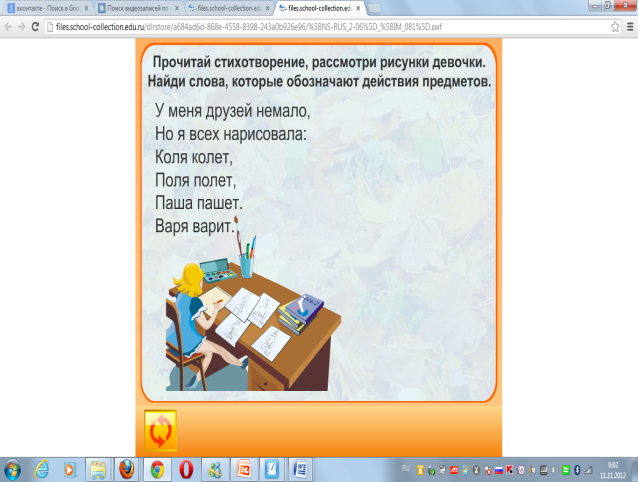 вконтакте - Поиск в Goo
Поиск видеозаписей по
files.school-collection.edu
files.school-collection.edu
files.school-collection.edu.ru/dlrstore/a684ad6d-868e-4558-8398-243a0b926e96/%5BNS-RUS_2-06%5D_%5BIM_081%5D.swf
Прочитай стихотворение, рассмотри рисунки девочки.
Найди слова, которые обозначают действия предметов.
У меня друзей немало,
Но я всех нарисовала:
Коля колет,
Поля полет,
Паша пашет.
Варя варит.
RU
0:02
11.11.2012